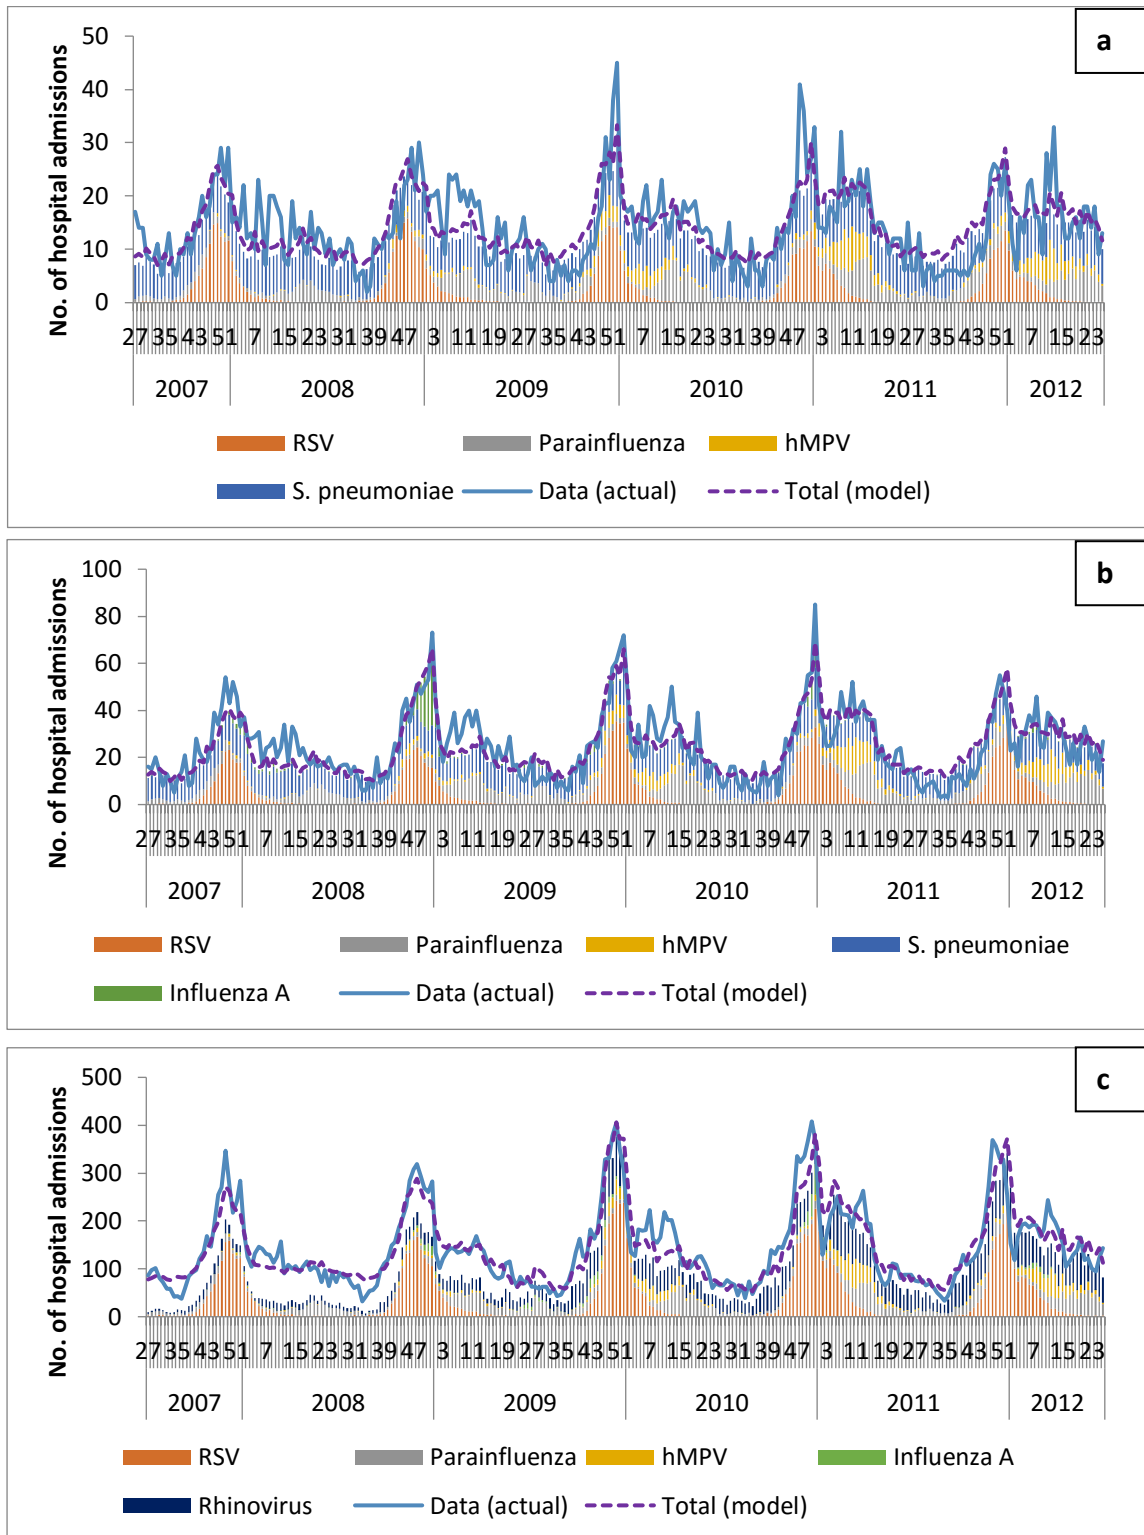 a
No. of hospital admissions
50
40
30
20
10
0
27 35 43 51 7 15 23 31 39 47 3 11 19 27 35 43 51 7 15 23 31 39 47 3 11 19 27 35 43 51 7 15 23
2007 2008 2009 2010 2011 2012
RSV Parainfluenza hMPV
S. pneumoniae Data (actual) Total (model)
b
No. of hospital admissions
100
80
60
40
20
0
27 35 43 51 7 15 23 31 39 47 3 11 19 27 35 43 51 7 15 23 31 39 47 3 11 19 27 35 43 51 7 15 23
2007 2008 2009 2010 2011 2012
RSV Parainfluenza hMPV S. pneumoniae
Influenza A Data (actual) Total (model)
c
No. of hospital admissions
500
400
300
200
100
0
27 35 43 51 7 15 23 31 39 47 3 11 19 27 35 43 51 7 15 23 31 39 47 3 11 19 27 35 43 51 7 15 23
2007 2008 2009 2010 2011 2012
RSV Parainfluenza hMPV Influenza A
Rhinovirus Data (actual) Total (model)